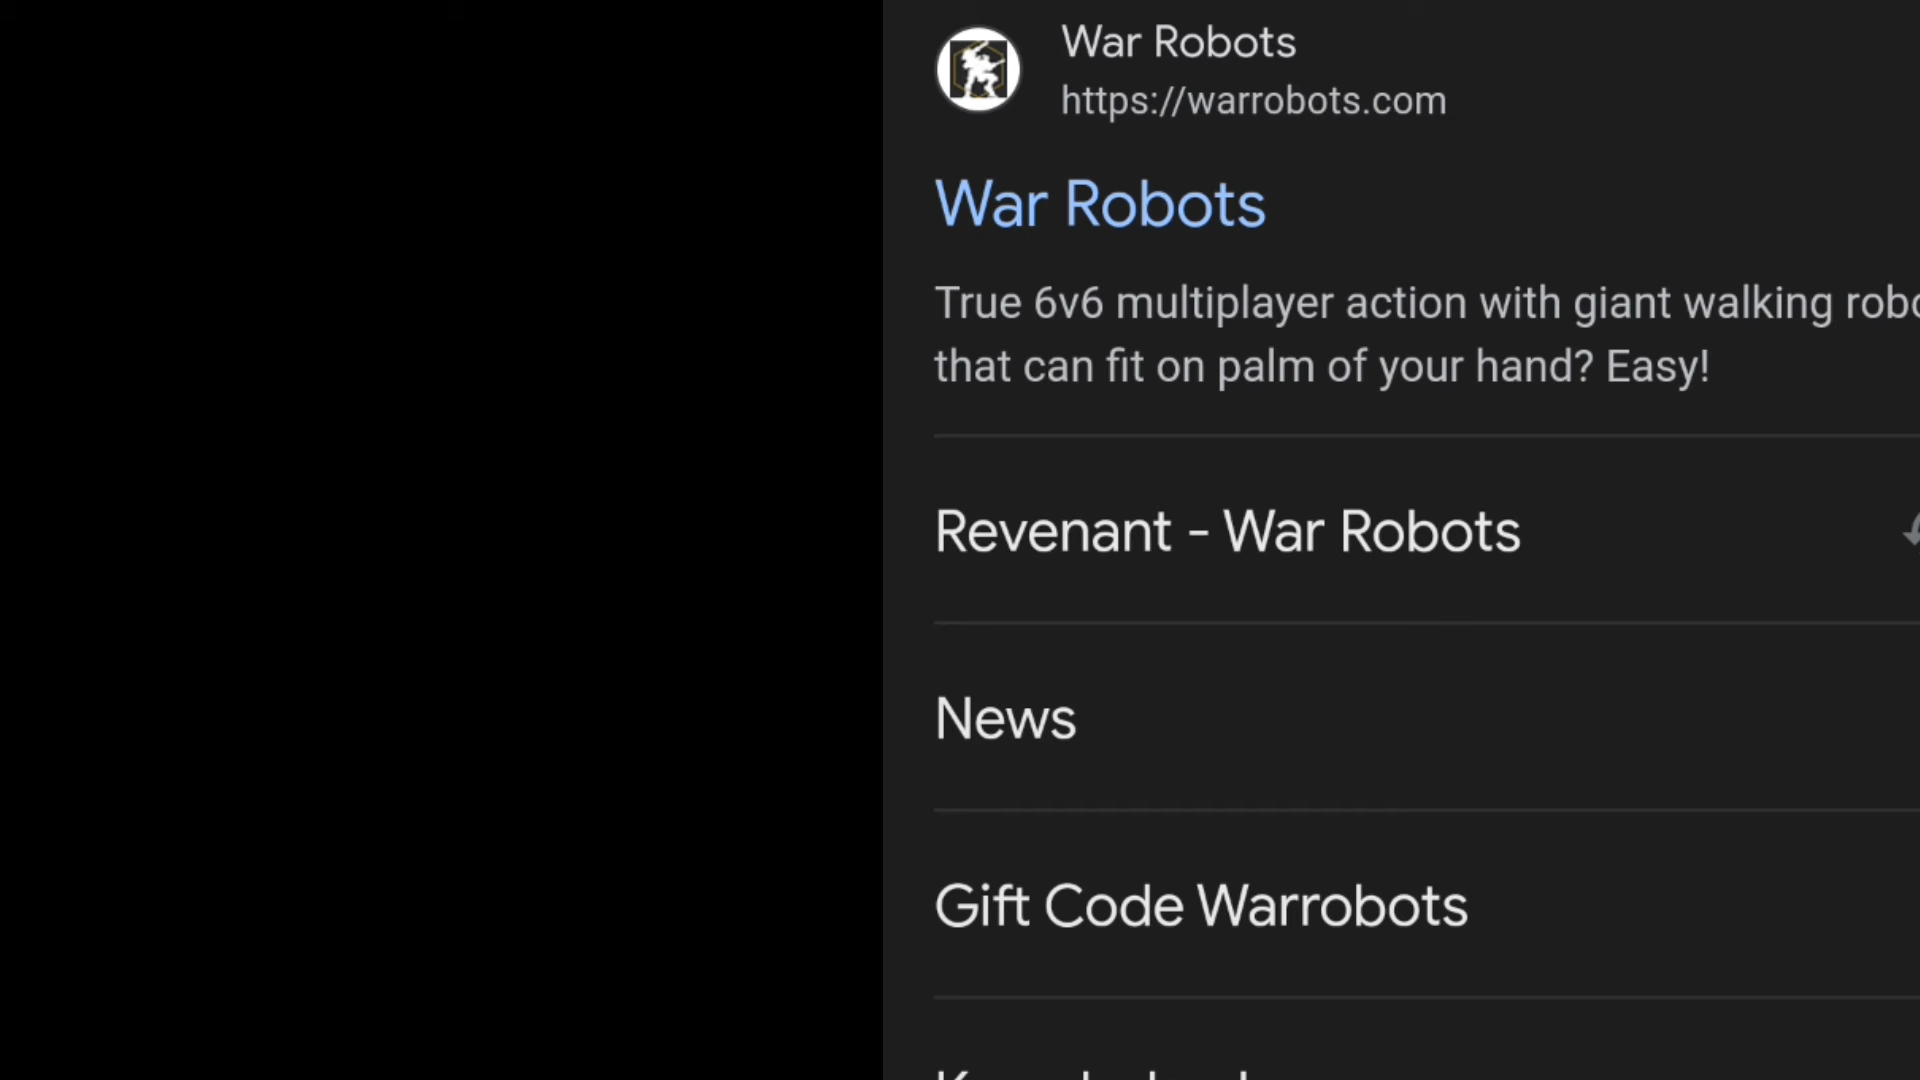 War Robots
https://warrobots.com
War Robots
True 6v6 multiplayer action with giant walking
that can fit on palm of your hand? Easy!
Revenant - War Robots
News
Gift Code Warrobots